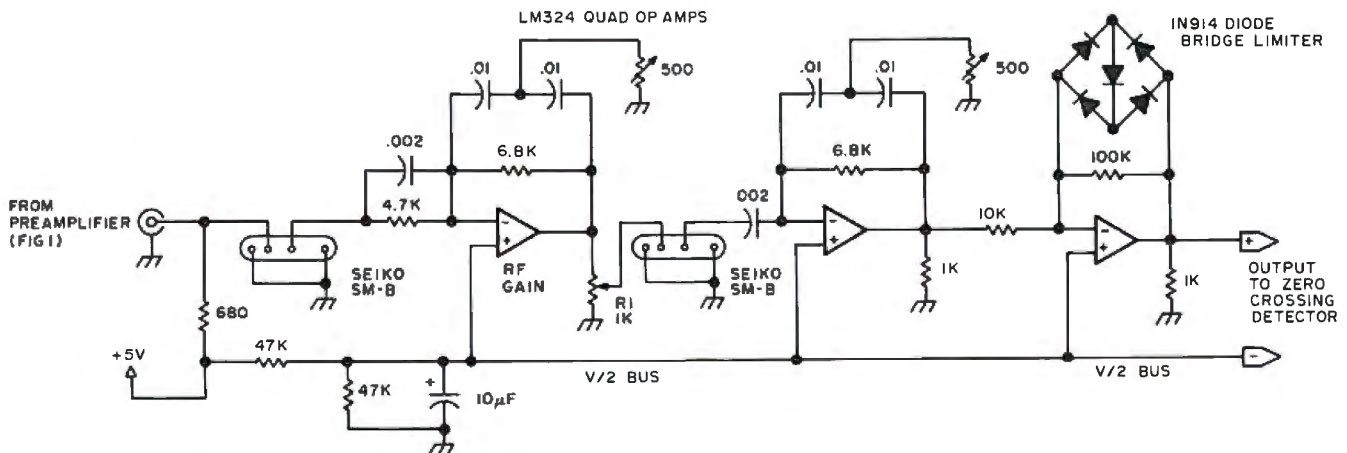 LM324 QUAD OP AMPS
IN914 DIODE
BRIDGE LIMITER
.01
.01
500
.01
.01
500
.002
6.8K
6.8K
100K
FROM
PREAMPLIFIER
(FIG I)
4.7K
002
10K
-
+
-
+
-
+
SEIKO
SM-B
RF
GAIN
R1
1K
SEIKO
SM-B
1K
1K
+
OUTPUT
TO ZERO
CROSSING
DETECTOR
680
+5V
47K
47K
+
10µF
V/2 BUS
V/2 BUS
-